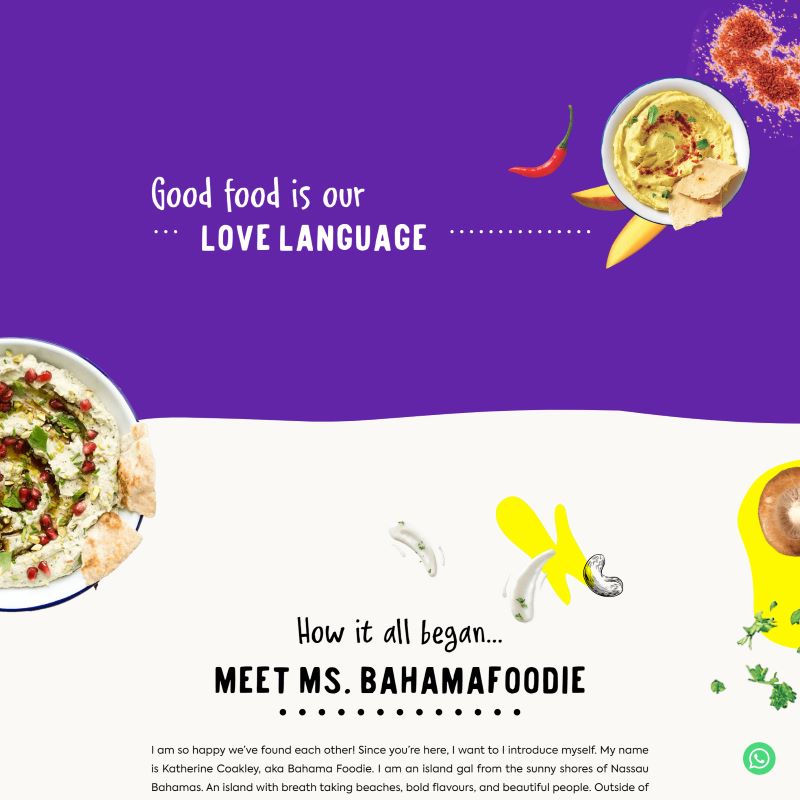 Good food is our
LOVE LANGUAGE
How it all began...
MEET MS. BAHAMAFOODIE
I am so happy we've found each other! Since you're here, I want to I introduce myself. My name
is Katherine Coakley, aka Bahama Foodie. I am an island gal from the sunny shores of Nassau
Bahamas. An island with breath taking beaches, bold flavours, and beautiful people. Outside of